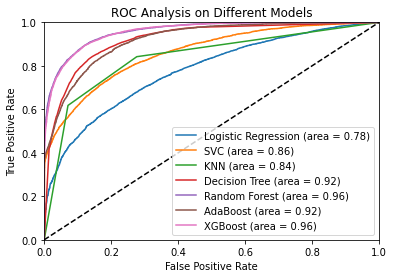 ROC Analysis on Different Models
1.0
0.8
0.6
0.4
0.2
0.0
True Positive Rate
Logistic Regression (area = 0.78)
SVC (area = 0.86)
KNN (area = 0.84)
Decision Tree (area = 0.92)
Random Forest (area = 0.96)
AdaBoost (area = 0.92)
XGBoost (area = 0.96)
0.0 0.2 0.4 0.6 0.8 1.0
False Positive Rate